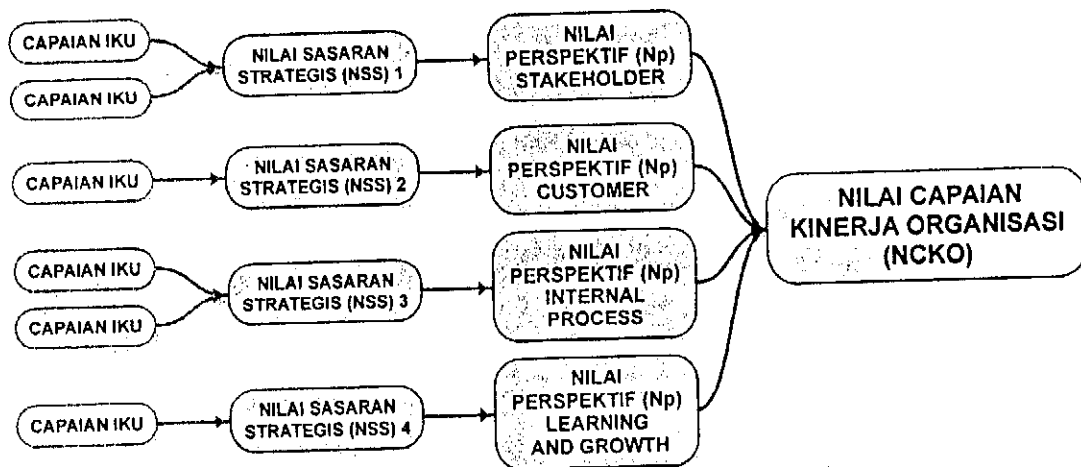 CAPAIAN IKU
CAPAIAN IKU
NILAI SASARAN
STRATEGIS (NSS) 1
NILAI
PERSPEKTIF (Np)
STAKEHOLDER
CAPAIAN IKU
NILAI SASARAN
STRATEGIS (NSS) 2
NILAI
PERSPEKTIF (Np)
CUSTOMER
CAPAIAN IKU
CAPAIAN IKU
NILAI SASARAN
STRATEGIS (NSS) 3
NILAI
PERSPEKTIF (Np)
INTERNAL
PROCESS
CAPAIAN IKU
NILAI SASARAN
STRATEGIS (NSS) 4
NILAI
PERSPEKTIF (Np)
LEARNING
AND GROWTH
NILAI CAPAIAN
KINERJA ORGANISASI
(NCKO)